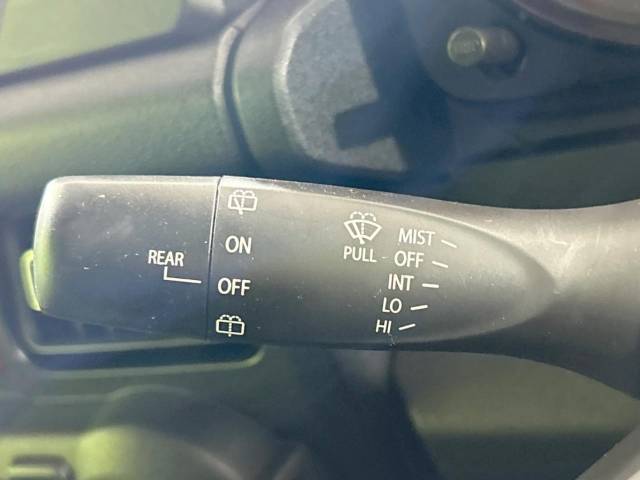 REAR
ON
OFF
PULL
MIST
OFF
INT
LO
HI